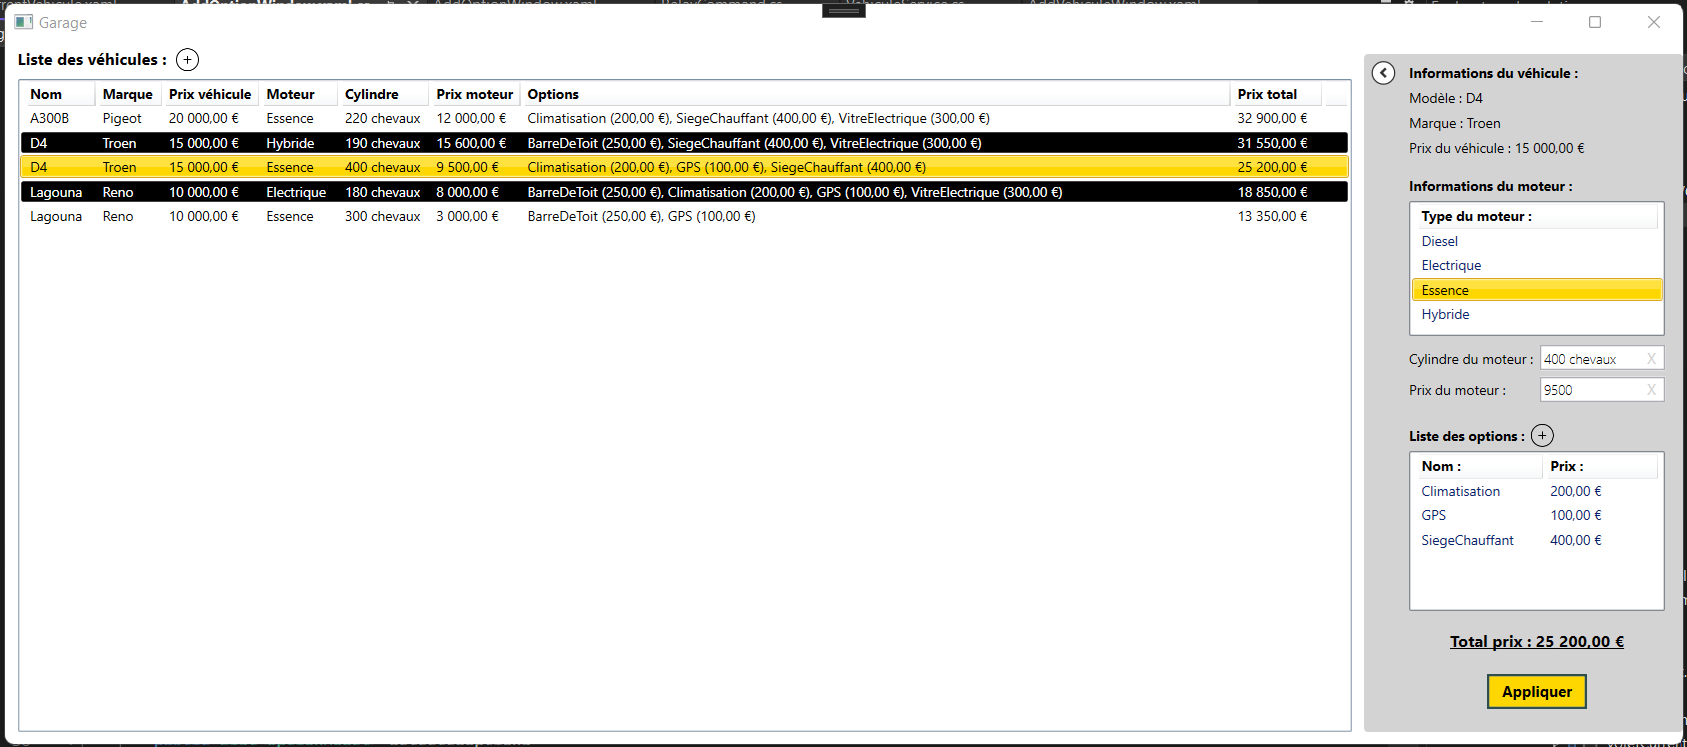 Garage
Liste des véhicules : +
Nom Marque Prix véhicule Moteur Cylindre Prix moteur Options Prix total
A300B Pigeot 20 000,00 € Essence 220 chevaux 12 000,00 € Climatisation (200,00 €), SiegeChauffant (400,00 €), VitreElectrique (300,00 €) 32 900,00 €
D4 Troen 15 000,00 € Hybride 190 chevaux 15 600,00 € BarreDeToit (250,00 €), SiegeChauffant (400,00 €), VitreElectrique (300,00 €) 31 550,00 €
D4 Troen 15 000,00 € Essence 400 chevaux 9 500,00 € Climatisation (200,00 €), GPS (100,00 €), SiegeChauffant (400,00 €) 25 200,00 €
Lagouna Reno 10 000,00 € Electrique 180 chevaux 8 000,00 € BarreDeToit (250,00 €), Climatisation (200,00 €), GPS (100,00 €), VitreElectrique (300,00 €) 18 850,00 €
Lagouna Reno 10 000,00 € Essence 300 chevaux 3 000,00 € BarreDeToit (250,00 €), GPS (100,00 €) 13 350,00 €
Informations du véhicule :
Modèle : D4
Marque : Troen
Prix du véhicule : 15 000,00 €
Informations du moteur :
Type du moteur :
Diesel
Electrique
Essence
Hybride
Cylindre du moteur : 400 chevaux X
Prix du moteur : 9500 X
Liste des options : +
Nom : Prix :
Climatisation 200,00 €
GPS 100,00 €
SiegeChauffant 400,00 €
Total prix : 25 200,00 €
Appliquer